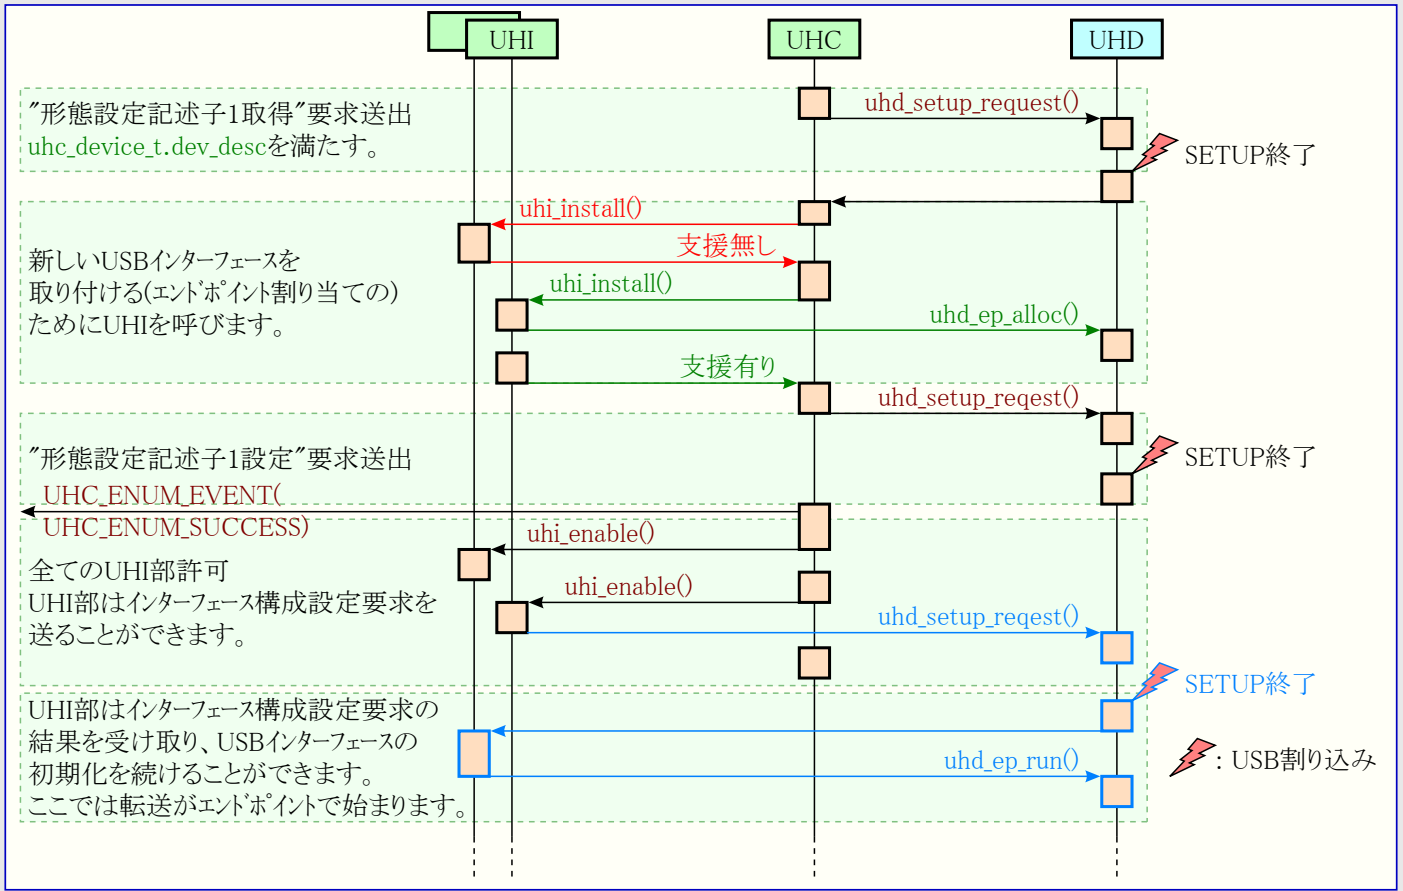 UHI
UHC
UHD
"形態設定記述子1取得"要求送出
uhc_device_t.dev_descを満たす。
uhd_setup_request()
SETUP終了
uhi_install()
支援無し
新しいUSBインターフェースを
取り付ける(エンドポイント割り当ての)
ためにUHIを呼びます。
uhi_install()
uhd_ep_alloc()
支援有り
uhd_setup_reqest()
"形態設定記述子1設定"要求送出
SETUP終了
UHC_ENUM_EVENT(
UHC_ENUM_SUCCESS)
uhi_enable()
全てのUHI部許可
UHI部はインターフェース構成設定要求を
送ることができます。
uhi_enable()
uhd_setup_reqest()
SETUP終了
UHI部はインターフェース構成設定要求の
結果を受け取り、USBインターフェースの
初期化を続けることができます。
ここでは転送がエンドポイントで始まります。
uhd_ep_run()
: USB割り込み